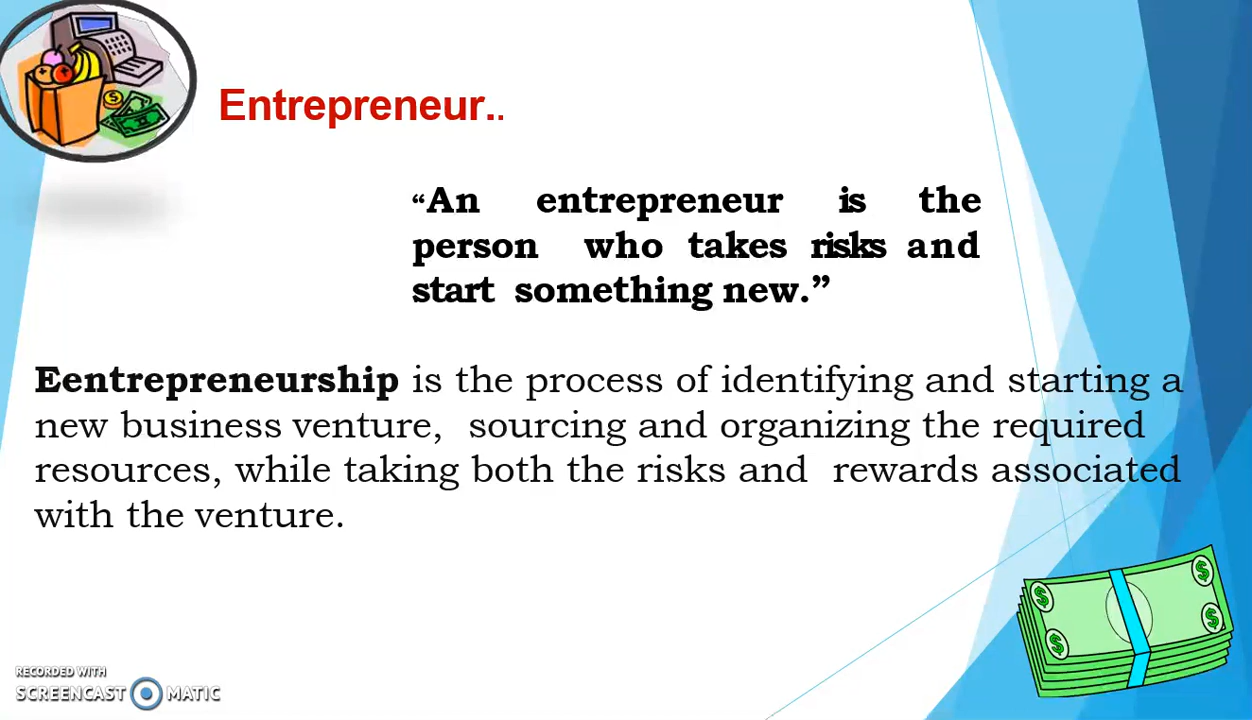 Entrepreneur..
“An entrepreneur is the
person who takes risks and
start something new.”
Eentrepreneurship is the process of identifying and starting a
new business venture, sourcing and organizing the required
resources, while taking both the risks and rewards associated
with the venture.
RECORDED WITH
SCREENCAST MATIC